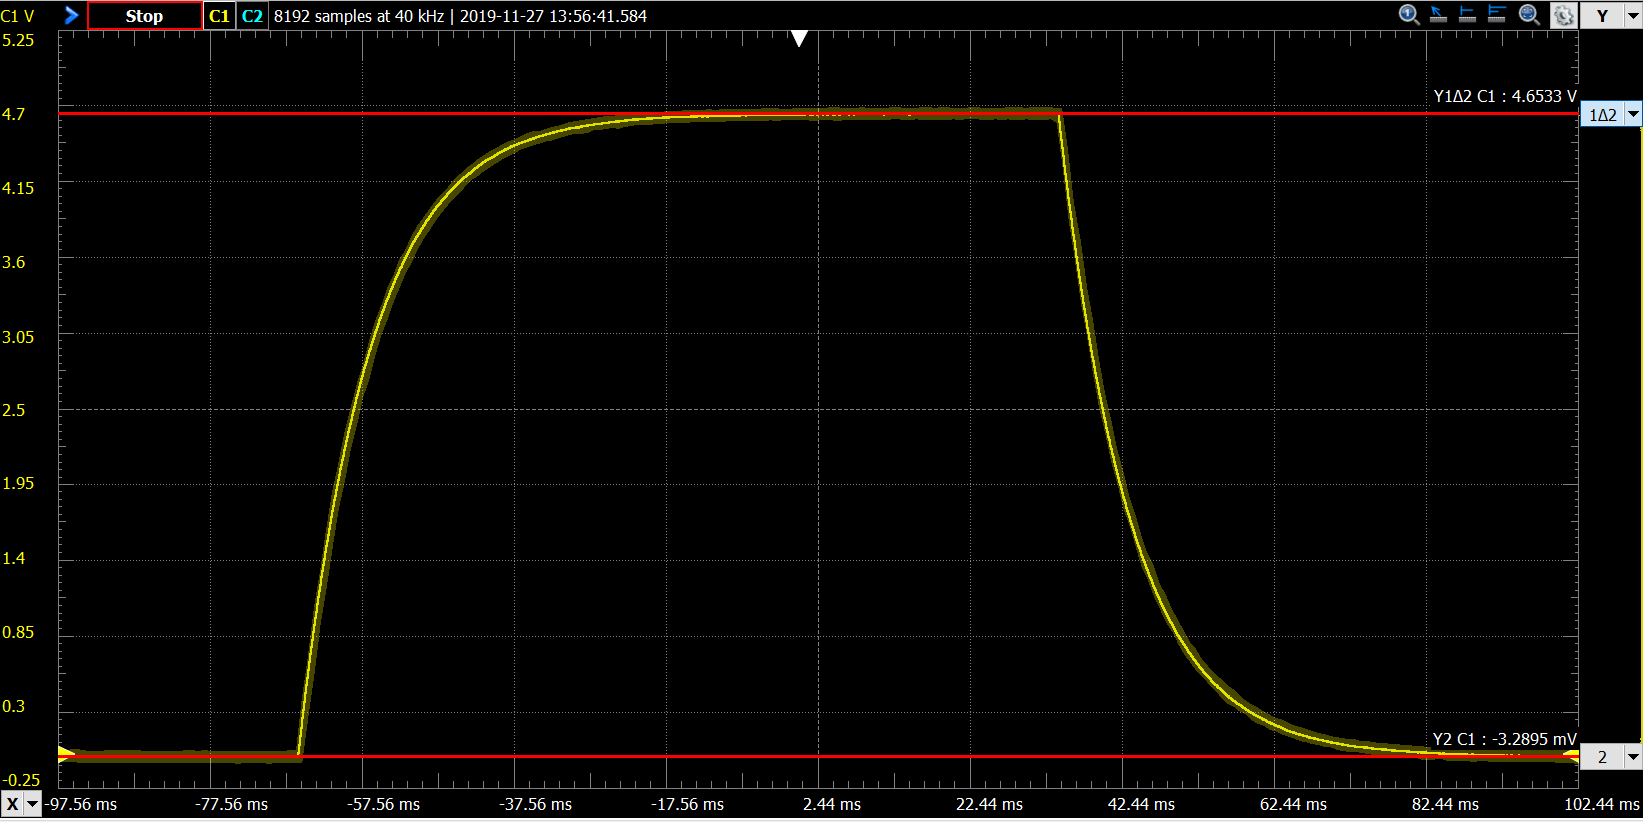 C1 V Stop C1 C2 8192 samples at 40 kHz | 2019-11-27 13:56:41.584 Y
5.25
Y1Δ2 C1 : 4.6533 V
4.7 1Δ2
4.15
3.6
3.05
2.5
1.95
1.4
0.85
0.3
Y2 C1 : -3.2895 mV
2
-0.25
X -97.56 ms -77.56 ms -57.56 ms -37.56 ms -17.56 ms 2.44 ms 22.44 ms 42.44 ms 62.44 ms 82.44 ms 102.44 ms